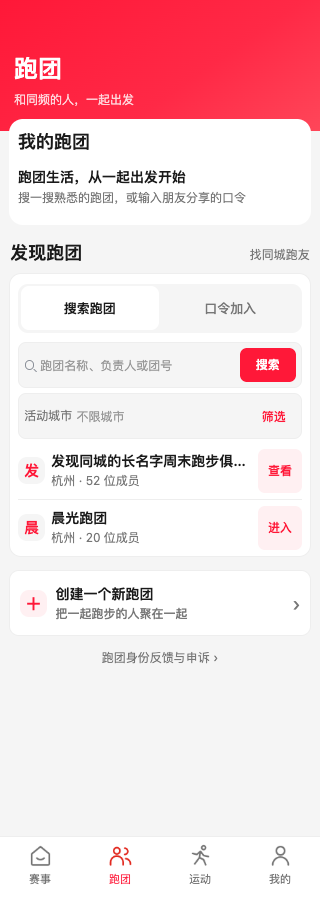 跑团
和同频的人，一起出发
我的跑团
跑团生活，从一起出发开始
搜一搜熟悉的跑团，或输入朋友分享的口令
发现跑团
找同城跑友
搜索跑团
口令加入
跑团名称、负责人或团号
搜索
活动城市 不限城市
筛选
发
发现同城的长名字周末跑步俱...
杭州 · 52 位成员
查看
晨
晨光跑团
杭州 · 20 位成员
进入
创建一个新跑团
把一起跑步的人聚在一起
跑团身份反馈与申诉 ›
赛事
跑团
运动
我的